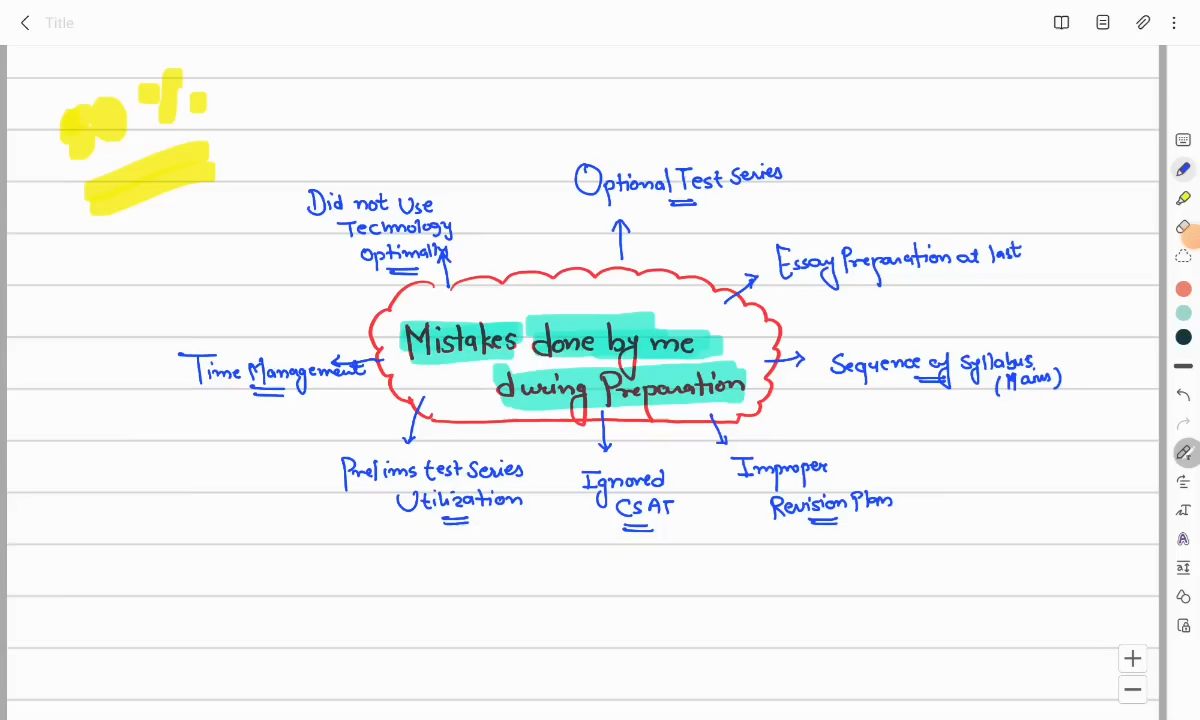 Title
Optional Test Series
Did not Use
Technology
Optimally
Essay Preparation at last
Mistakes done by me
during Preparation
Time Management
Sequence of Syllabus
(Mains)
Prelims test Series
Utilization
Ignored
CSAT
Improper
Revision Plan